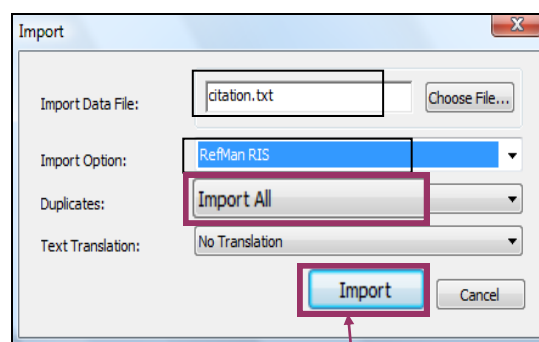 Import
Import Data File: citation.txt Choose File...
Import Option: RefMan RIS
Duplicates: Import All
Text Translation: No Translation
Import Cancel